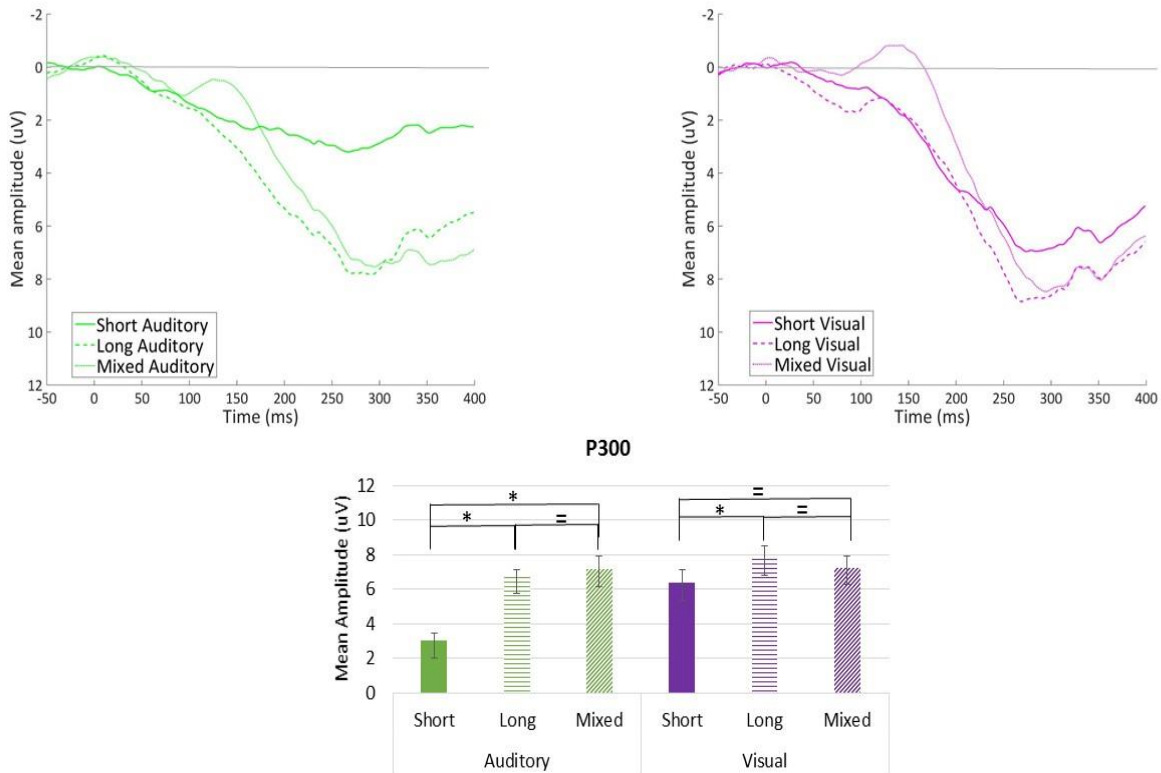 -2
0
2
4
6
8
10
12
Mean amplitude (uV)
Short Auditory
Long Auditory
Mixed Auditory
-50 0 50 100 150 200 250 300 350 400
Time (ms)
-2
0
2
4
6
8
10
12
Mean amplitude (uV)
Short Visual
Long Visual
Mixed Visual
-50 0 50 100 150 200 250 300 350 400
Time (ms)
P300
12
10
8
6
4
2
0
Mean Amplitude (uV)
* =
* = * =
Short Long Mixed Short Long Mixed
Auditory Visual